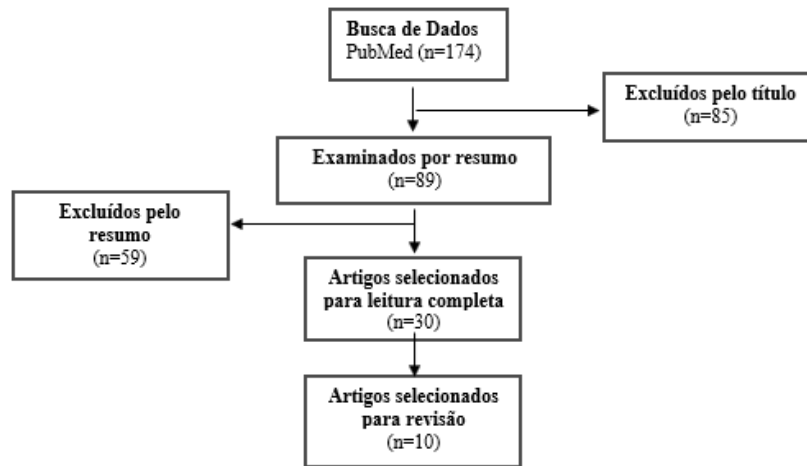 Busca de Dados
PubMed (n=174)
Excluídos pelo título
(n=85)
Examinados por resumo
(n=89)
Excluídos pelo
resumo
(n=59)
Artigos selecionados
para leitura completa
(n=30)
Artigos selecionados
para revisão
(n=10)